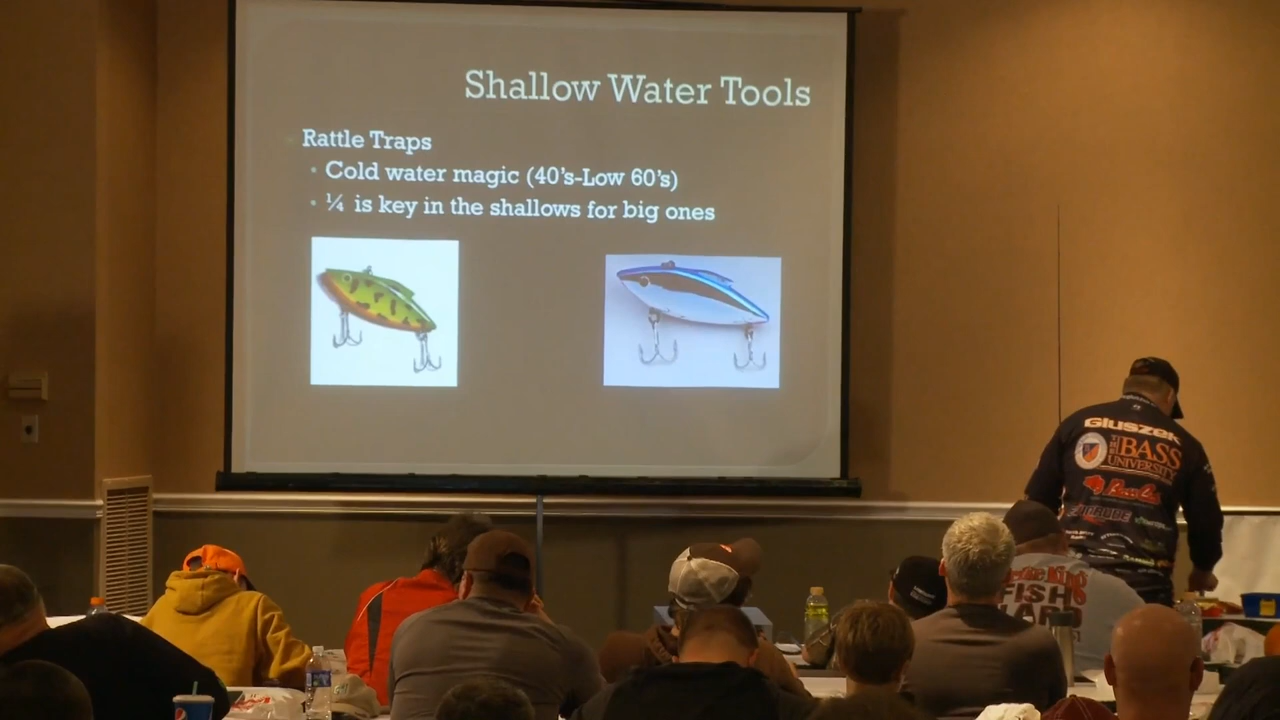 Shallow Water Tools
Rattle Traps
Cold water magic (40's-Low 60's)
¼ is key in the shallows for big ones
Gluszek
THE BASS
UNIVERSITY
FISH
HARD